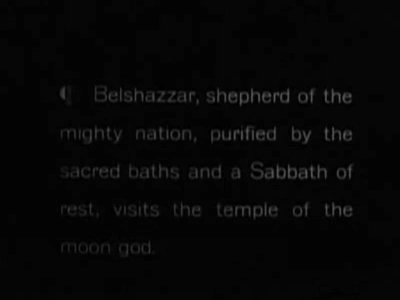 Belshazzar, shepherd of the
mighty nation, purified by the
sacred baths and a Sabbath of
rest, visits the temple of the
moon god.